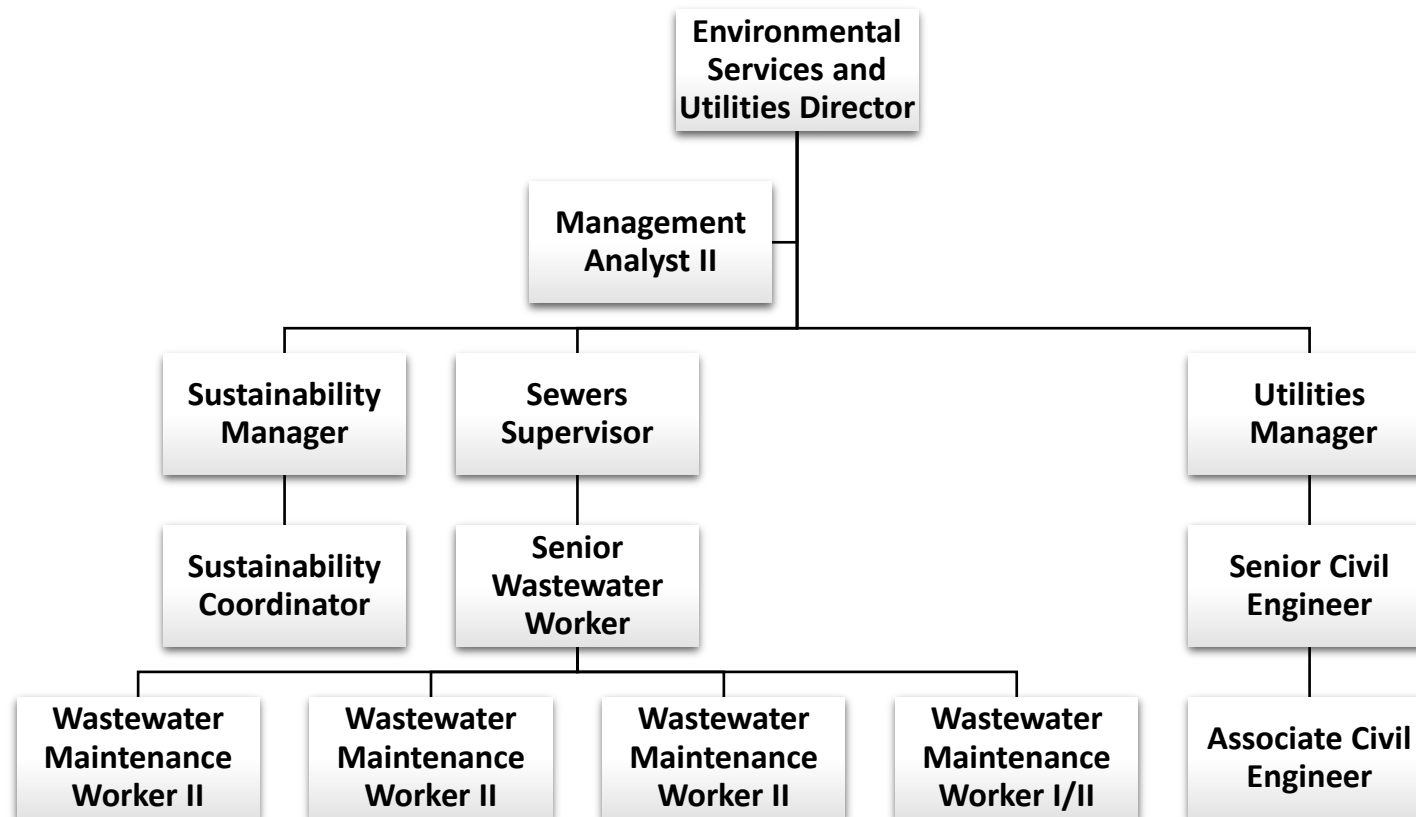 Environmental
Services and
Utilities Director
Management
Analyst II
Sustainability
Manager
Sewers
Supervisor
Utilities
Manager
Sustainability
Coordinator
Senior
Wastewater
Worker
Senior Civil
Engineer
Wastewater
Maintenance
Worker II
Wastewater
Maintenance
Worker II
Wastewater
Maintenance
Worker II
Wastewater
Maintenance
Worker I/II
Associate Civil
Engineer